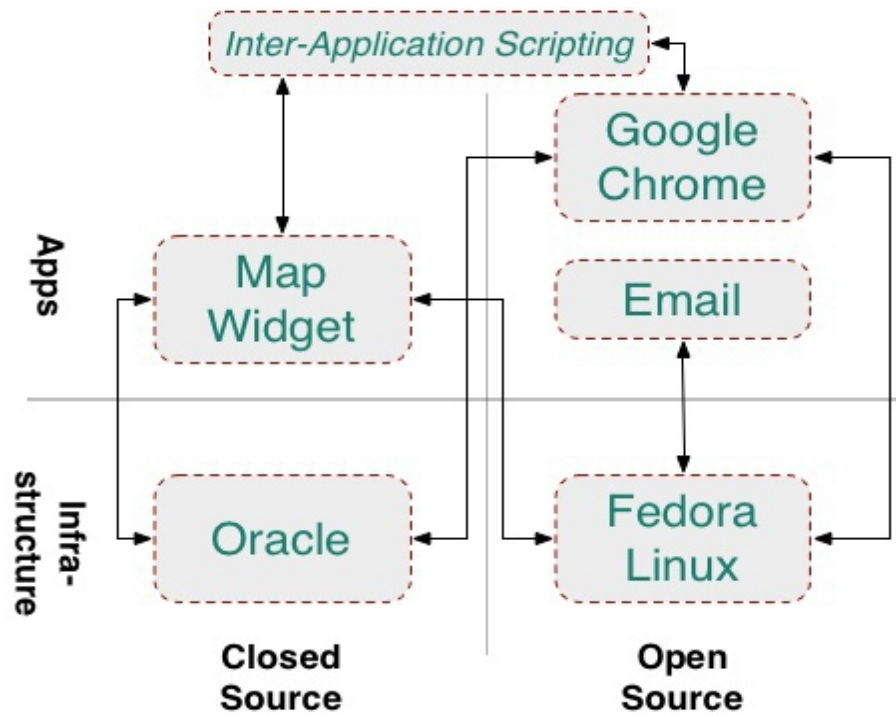 Inter-Application Scripting
Google
Chrome
Apps
Map
Widget
Email
Infra-
structure
Oracle
Fedora
Linux
Closed
Source
Open
Source